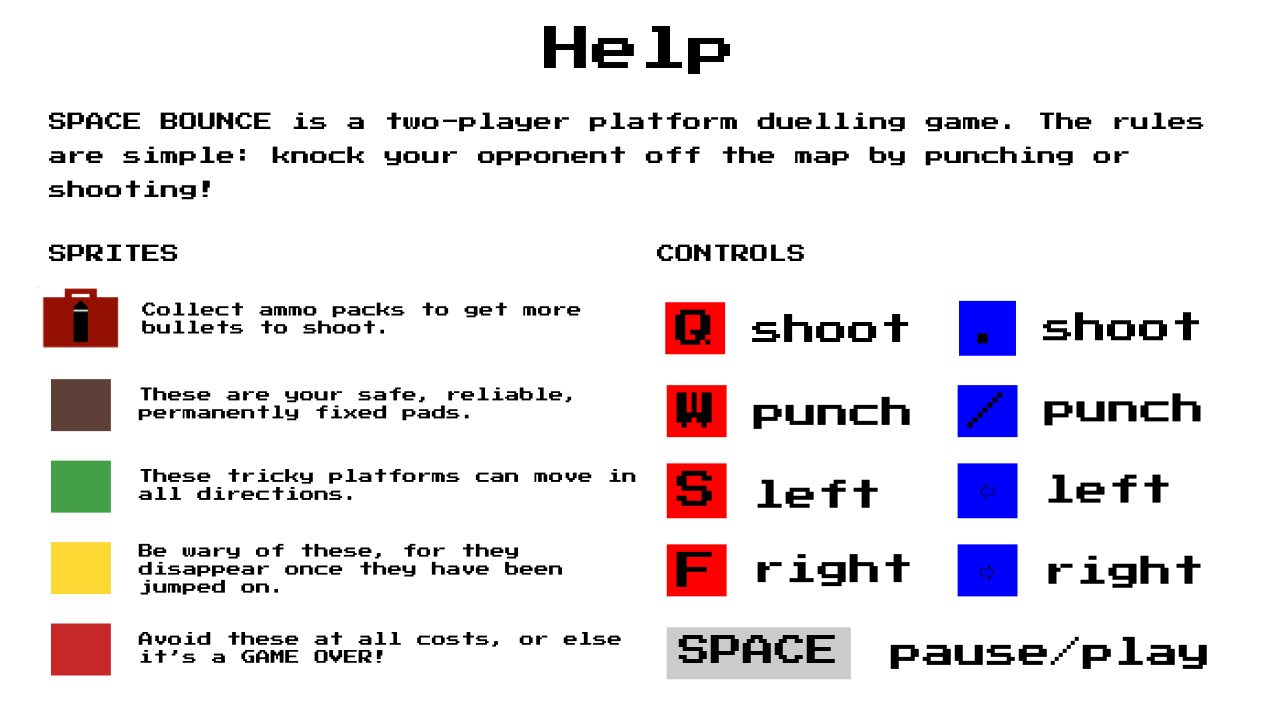 Help
SPACE BOUNCE is a two-player platform duelling game. The rules
are simple: knock your opponent off the map by punching or
shooting!
SPRITES
Collect ammo packs to get more
bullets to shoot.
These are your safe, reliable,
permanently fixed pads.
These tricky platforms can move in
all directions.
Be wary of these, for they
disappear once they have been
jumped on.
Avoid these at all costs, or else
it's a GAME OVER!
CONTROLS
Q shoot . shoot
W punch / punch
S left ⇦ left
F right ⇨ right
SPACE pause/play